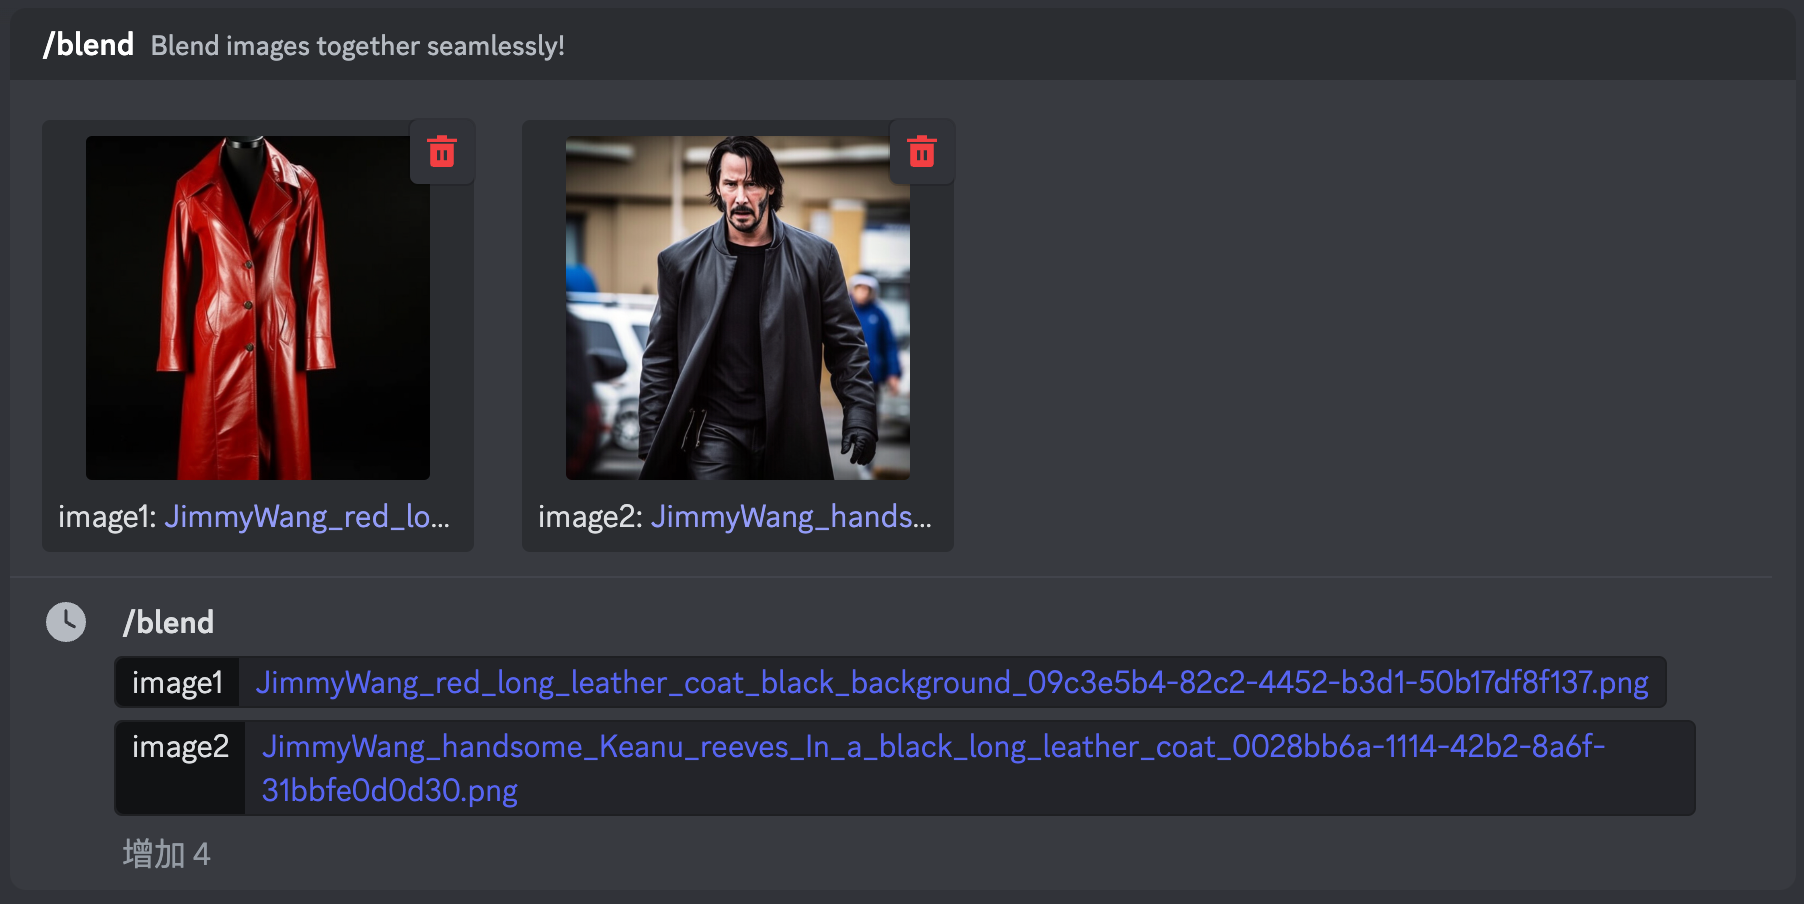 /blend Blend images together seamlessly!
image1: JimmyWang_red_lo... image2: JimmyWang_hands...
/blend
image1 JimmyWang_red_long_leather_coat_black_background_09c3e5b4-82c2-4452-b3d1-50b17df8f137.png
image2 JimmyWang_handsome_Keanu_reeves_In_a_black_long_leather_coat_0028bb6a-1114-42b2-8a6f-
31bbfe0d0d30.png
增加 4